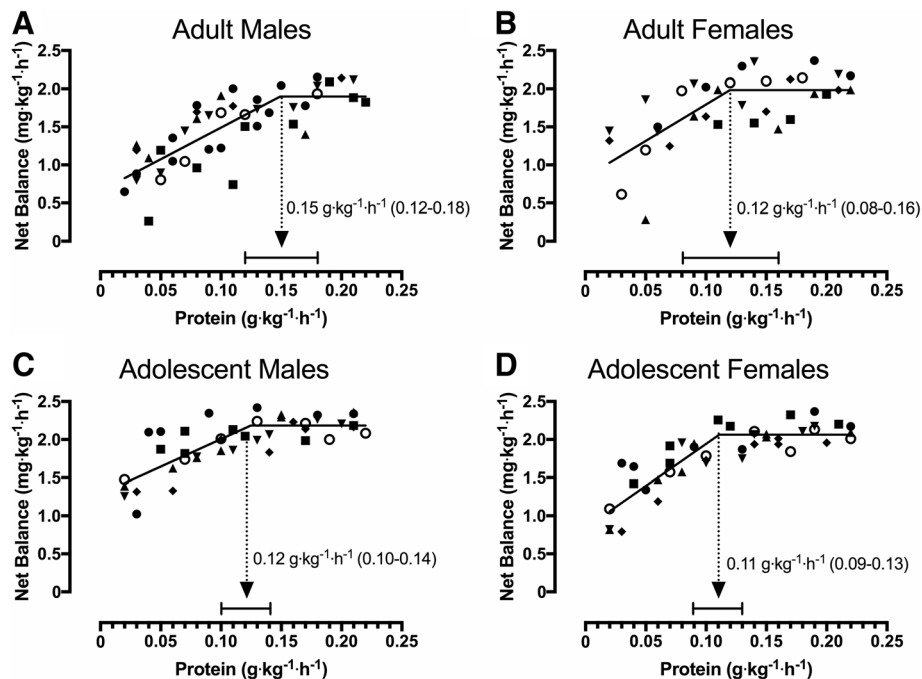 A
Adult Males
Net Balance (mg·kg⁻¹·h⁻¹)
2.5
2.0
1.5
1.0
0.5
0
0.15 g·kg⁻¹·h⁻¹ (0.12-0.18)
0 0.05 0.10 0.15 0.20 0.25
Protein (g·kg⁻¹·h⁻¹)
B
Adult Females
Net Balance (mg·kg⁻¹·h⁻¹)
2.5
2.0
1.5
1.0
0.5
0
0.12 g·kg⁻¹·h⁻¹ (0.08-0.16)
0 0.05 0.10 0.15 0.20 0.25
Protein (g·kg⁻¹·h⁻¹)
C
Adolescent Males
Net Balance (mg·kg⁻¹·h⁻¹)
2.5
2.0
1.5
1.0
0.5
0
0.12 g·kg⁻¹·h⁻¹ (0.10-0.14)
0 0.05 0.10 0.15 0.20 0.25
Protein (g·kg⁻¹·h⁻¹)
D
Adolescent Females
Net Balance (mg·kg⁻¹·h⁻¹)
2.5
2.0
1.5
1.0
0.5
0
0.11 g·kg⁻¹·h⁻¹ (0.09-0.13)
0 0.05 0.10 0.15 0.20 0.25
Protein (g·kg⁻¹·h⁻¹)